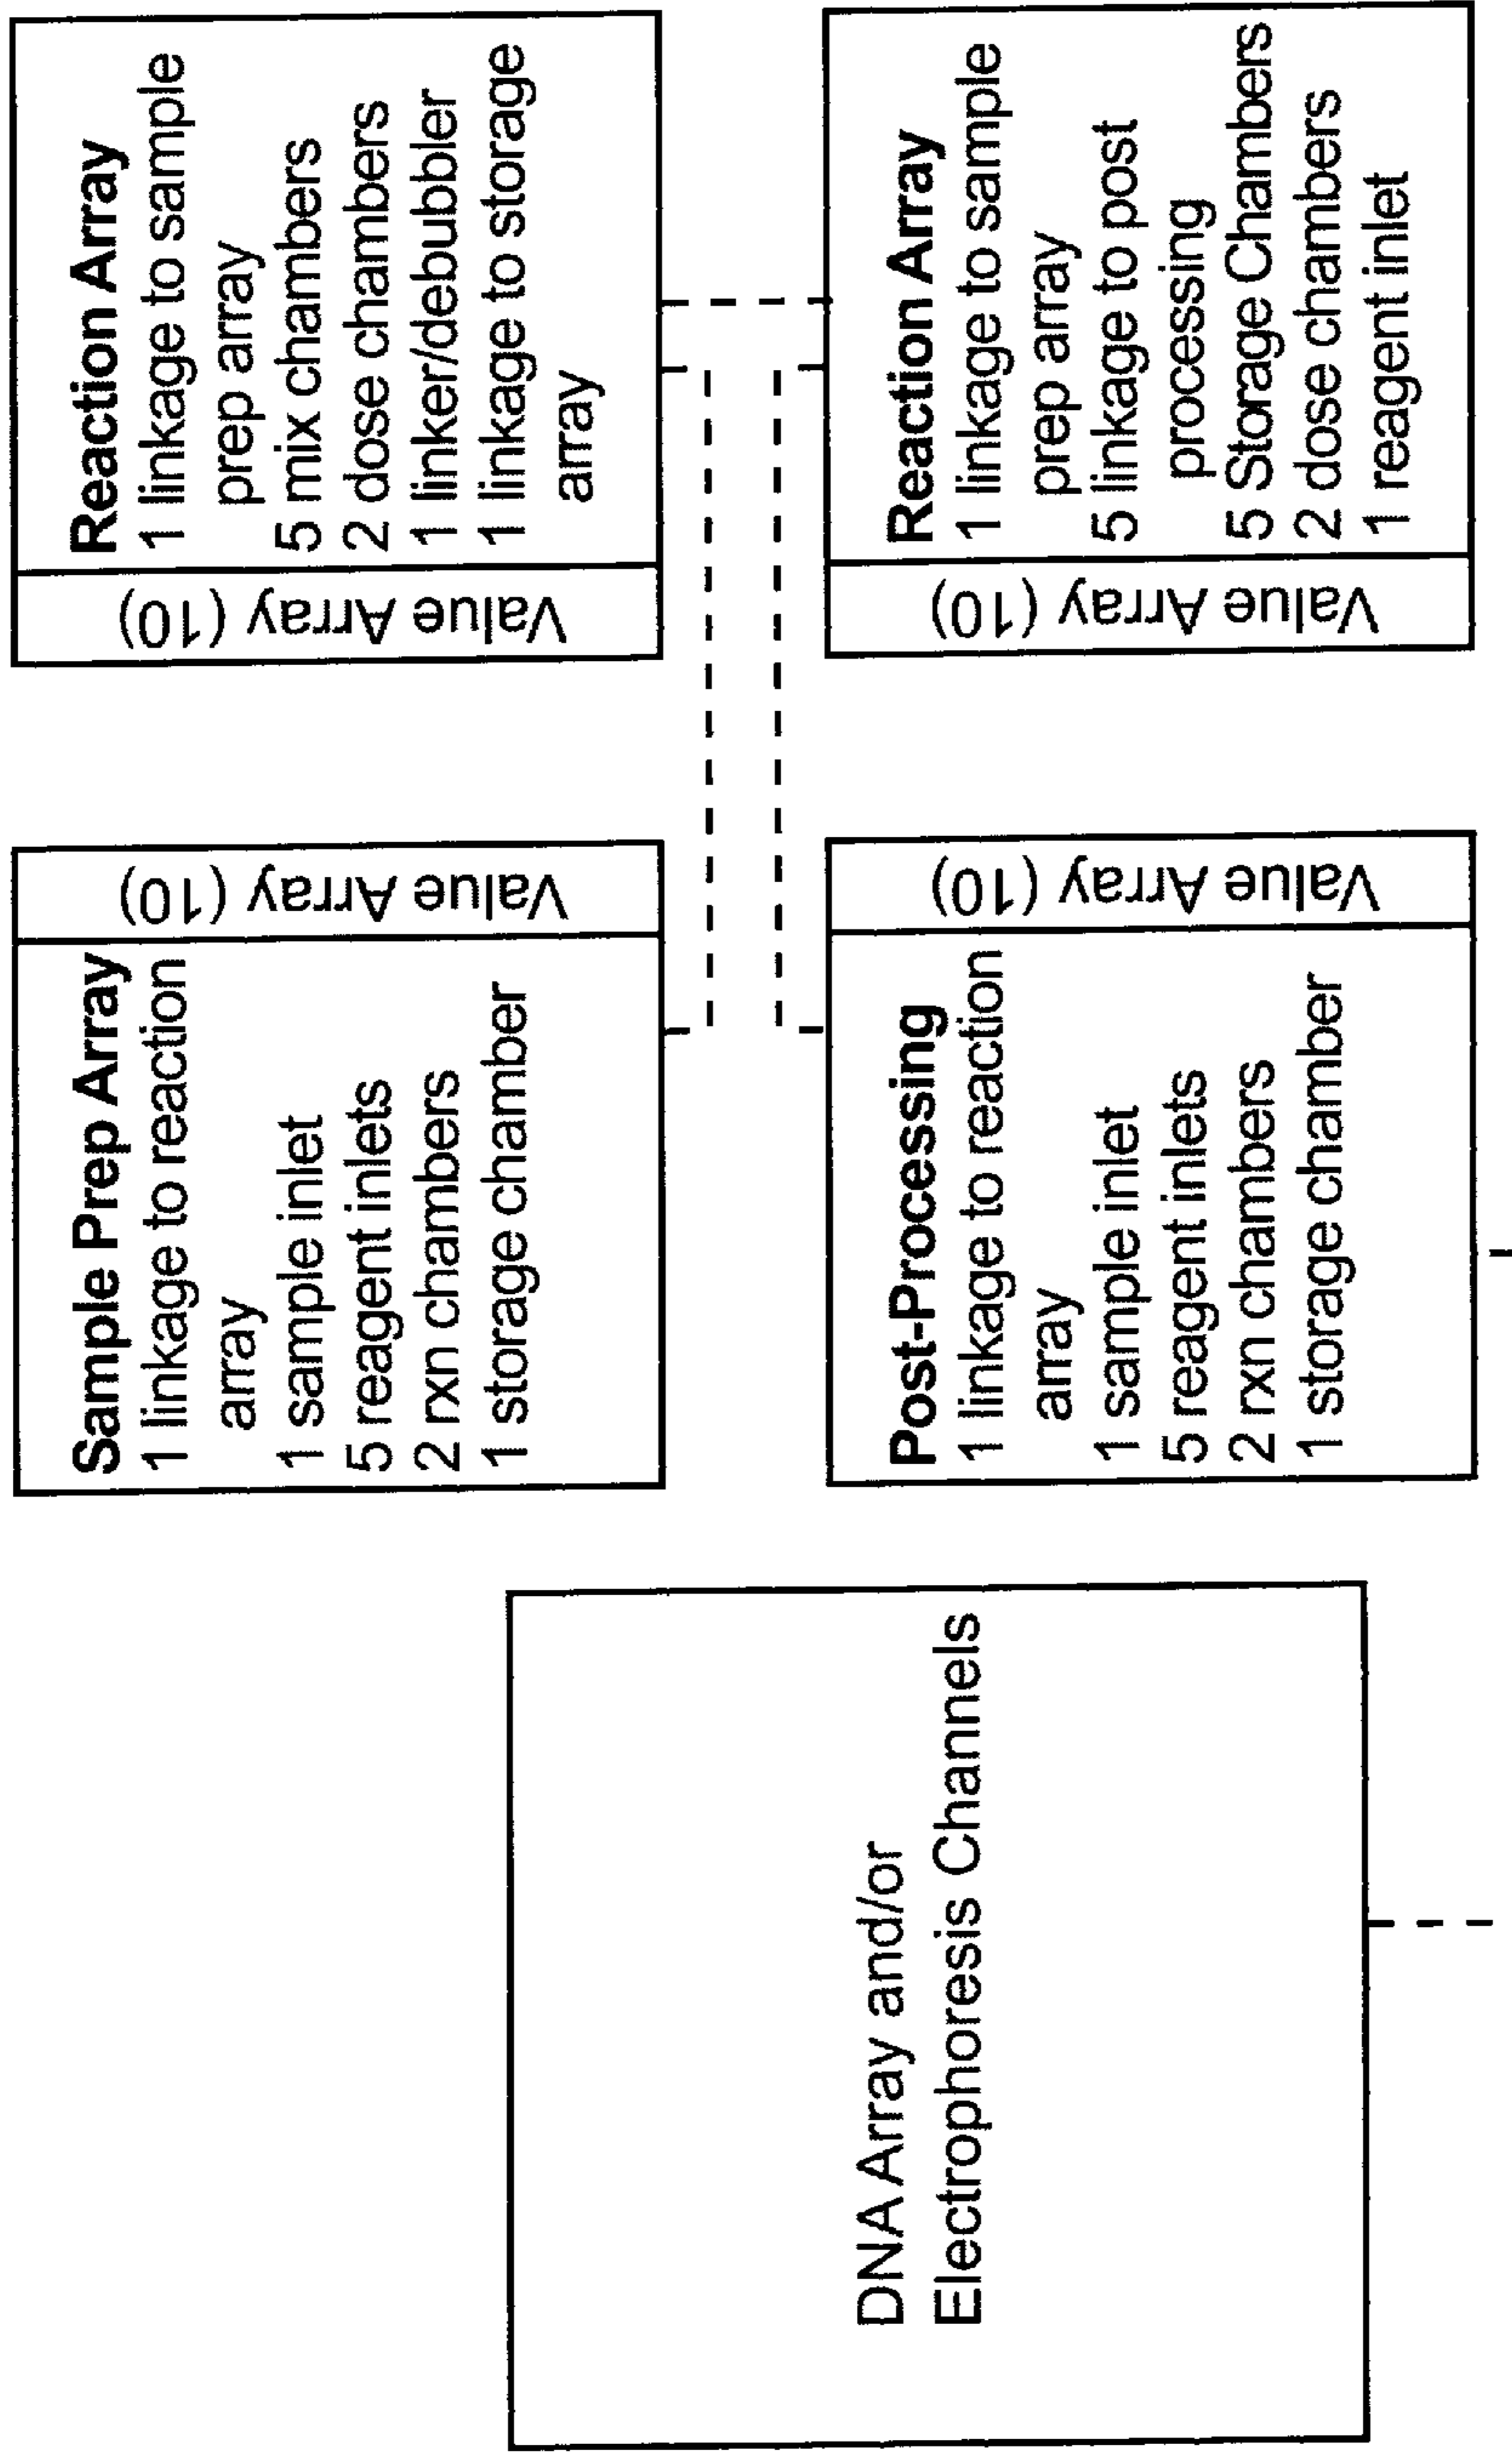 DNA Array and/or
Electrophoresis Channels
Sample Prep Array
1 linkage to reaction
array
1 sample inlet
5 reagent inlets
2 rxn chambers
1 storage chamber
Value Array (10)
Value Array (10)
Reaction Array
1 linkage to sample
prep array
5 mix chambers
2 dose chambers
1 linker/debubbler
1 linkage to storage
array
Post-Processing
1 linkage to reaction
array
1 sample inlet
5 reagent inlets
2 rxn chambers
1 storage chamber
Value Array (10)
Value Array (10)
Reaction Array
1 linkage to sample
prep array
5 linkage to post
processing
5 Storage Chambers
2 dose chambers
1 reagent inlet